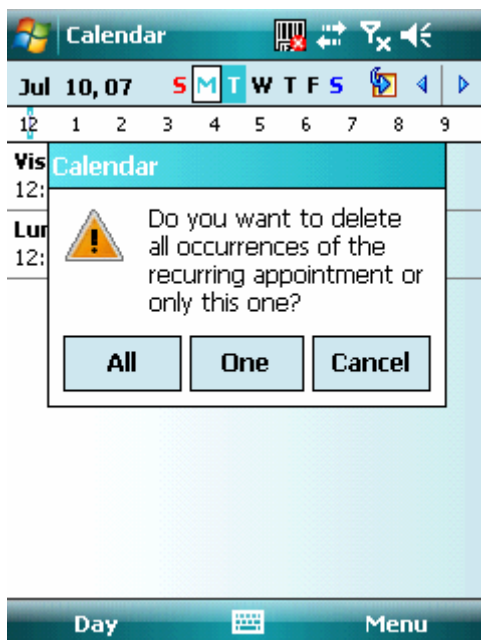 Calendar
Jul 10, 07 S M T W T F S
12 1 2 3 4 5 6 7 8 9
Vis
12:
Lur
12:
Calendar
Do you want to delete
all occurrences of the
recurring appointment or
only this one?
All One Cancel
Day Menu